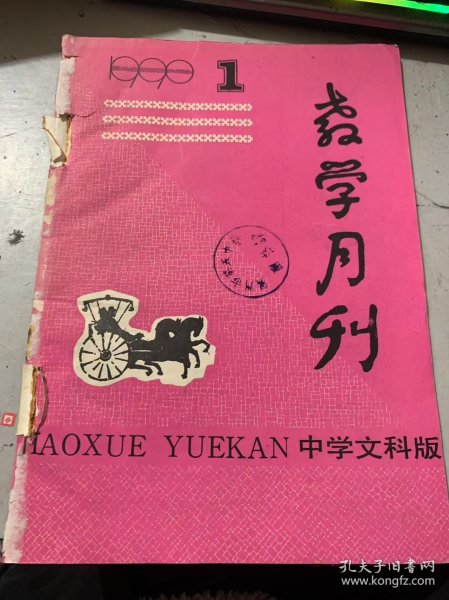 1990 1
教学月刊
JIAOXUE YUEKAN 中学文科版
孔夫子旧书网
www.kongfz.com